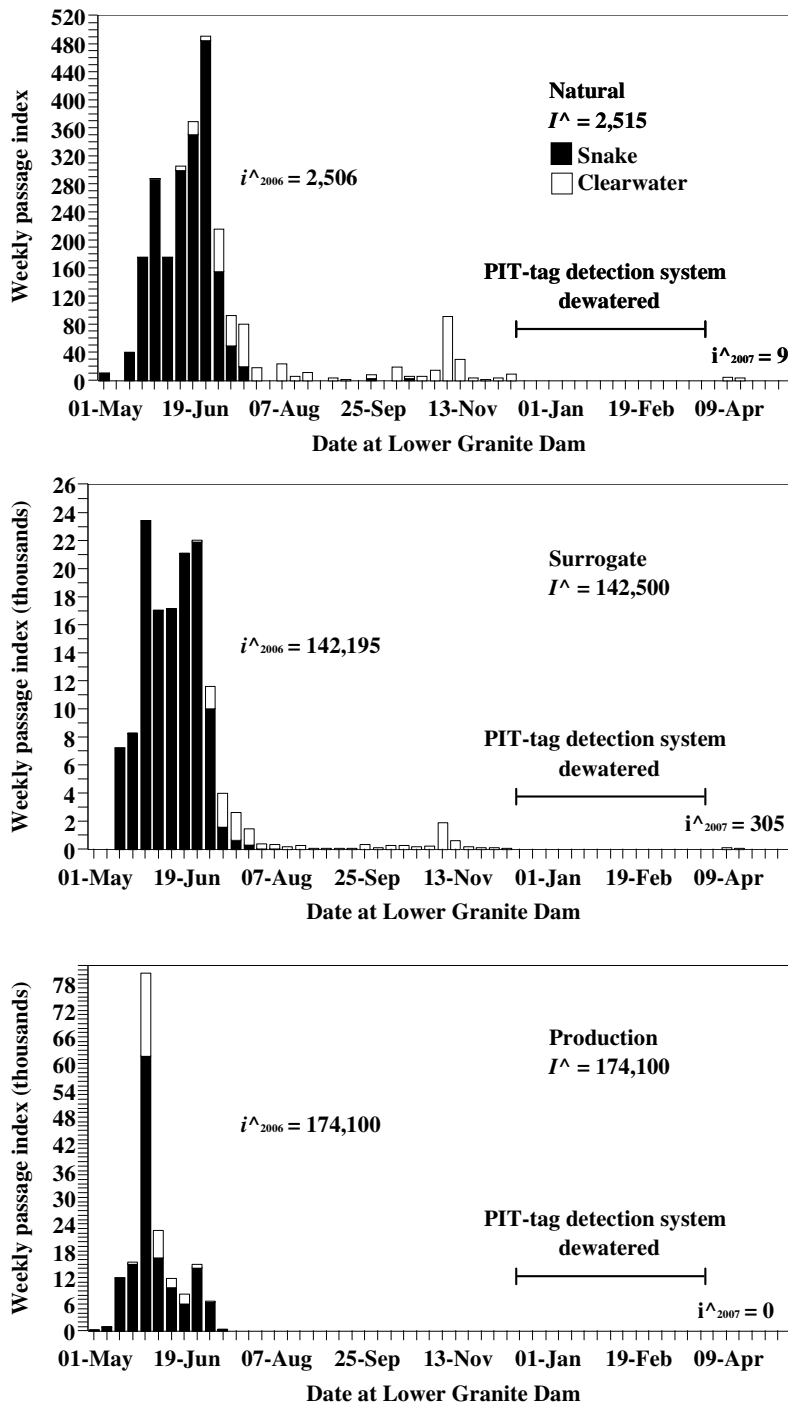 520
480
440
400
360
320
280
240
200
160
120
80
40
0
Weekly passage index
Natural
I^ = 2,515
Snake
Clearwater
i^2006 = 2,506
PIT-tag detection system
dewatered
i^2007 = 9
01-May 19-Jun 07-Aug 25-Sep 13-Nov 01-Jan 19-Feb 09-Apr
Date at Lower Granite Dam
26
24
22
20
18
16
14
12
10
8
6
4
2
0
Weekly passage index (thousands)
Surrogate
I^ = 142,500
i^2006 = 142,195
PIT-tag detection system
dewatered
i^2007 = 305
01-May 19-Jun 07-Aug 25-Sep 13-Nov 01-Jan 19-Feb 09-Apr
Date at Lower Granite Dam
78
72
66
60
54
48
42
36
30
24
18
12
6
0
Weekly passage index (thousands)
Production
I^ = 174,100
i^2006 = 174,100
PIT-tag detection system
dewatered
i^2007 = 0
01-May 19-Jun 07-Aug 25-Sep 13-Nov 01-Jan 19-Feb 09-Apr
Date at Lower Granite Dam